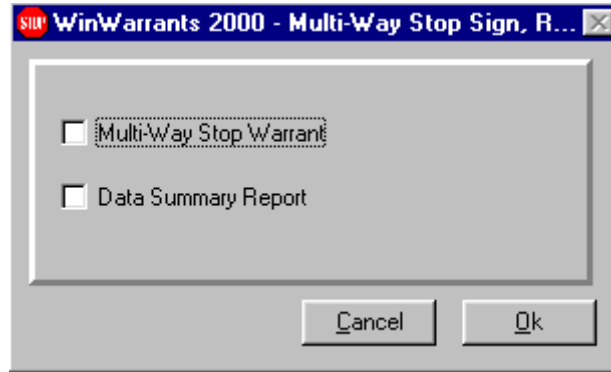 STOP WinWarrants 2000 - Multi-Way Stop Sign, R...
Multi-Way Stop Warrant
Data Summary Report
Cancel Ok